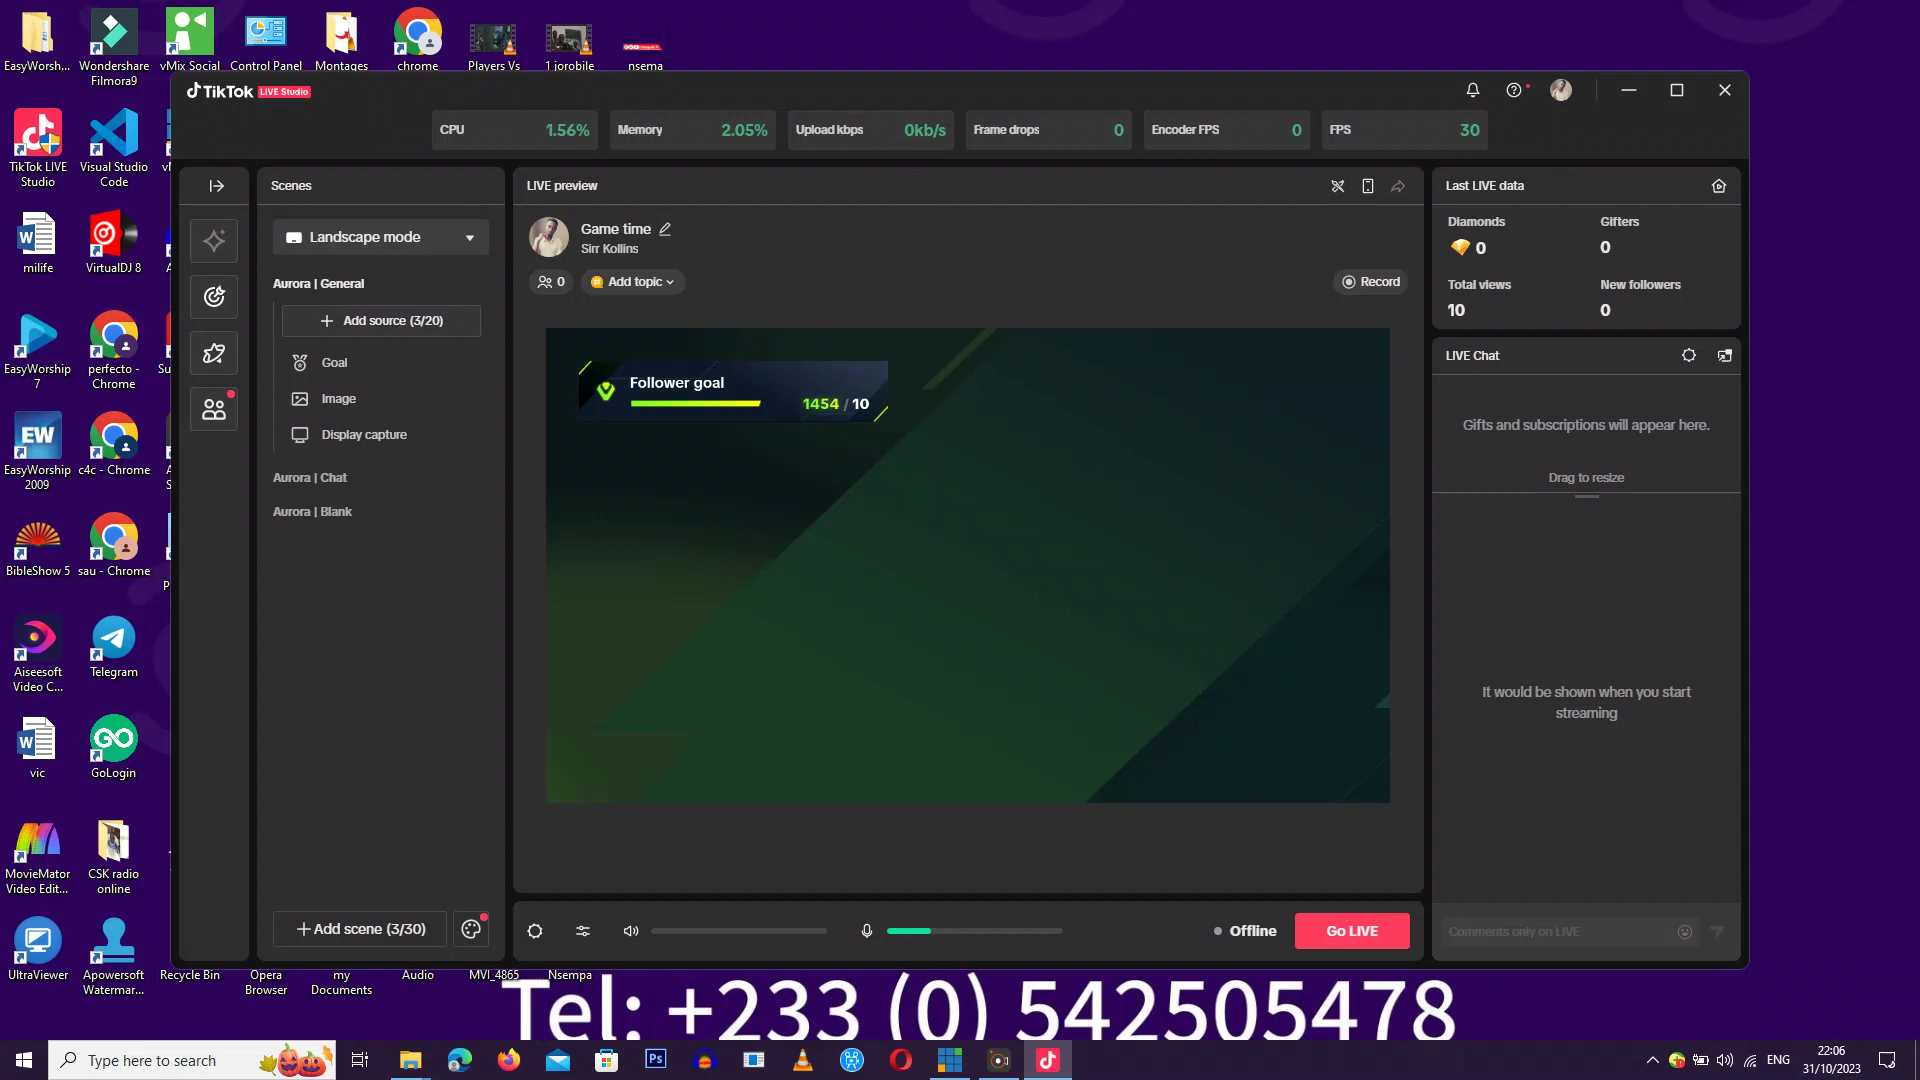 EasyWorsh...
Wondershare Filmora9
vMix Social
Control Panel
Montages
chrome
Players Vs
1 jorobile
nsema
TikTok LIVE Studio
CPU 1.56%
Memory 2.05%
Upload kbps 0kb/s
Frame drops 0
Encoder FPS 0
FPS 30
TikTok LIVE Studio
Visual Studio Code
milife
VirtualDJ 8
EasyWorship 7
perfecto - Chrome
EasyWorship 2009
c4c - Chrome
BibleShow 5
sau - Chrome
Aiseesoft Video C...
Telegram
vic
GoLogin
MovieMator Video Edit...
CSK radio online
UltraViewer
Apowersoft Watermar...
Recycle Bin
Opera Browser
my Documents
Audio
MVI_4865
Nsempa
Scenes
Landscape mode
Aurora | General
Add source (3/20)
Goal
Image
Display capture
Aurora | Chat
Aurora | Blank
Add scene (3/30)
LIVE preview
Game time
Sirr Kollins
0
Add topic
Record
Follower goal
1454 / 10
Offline
Go LIVE
Last LIVE data
Diamonds
0
Gifters
0
Total views
10
New followers
0
LIVE Chat
Gifts and subscriptions will appear here.
Drag to resize
It would be shown when you start
streaming
Comments only on LIVE
Tel: +233 (0) 542505478
Type here to search
Ps
ENG
22:06
31/10/2023